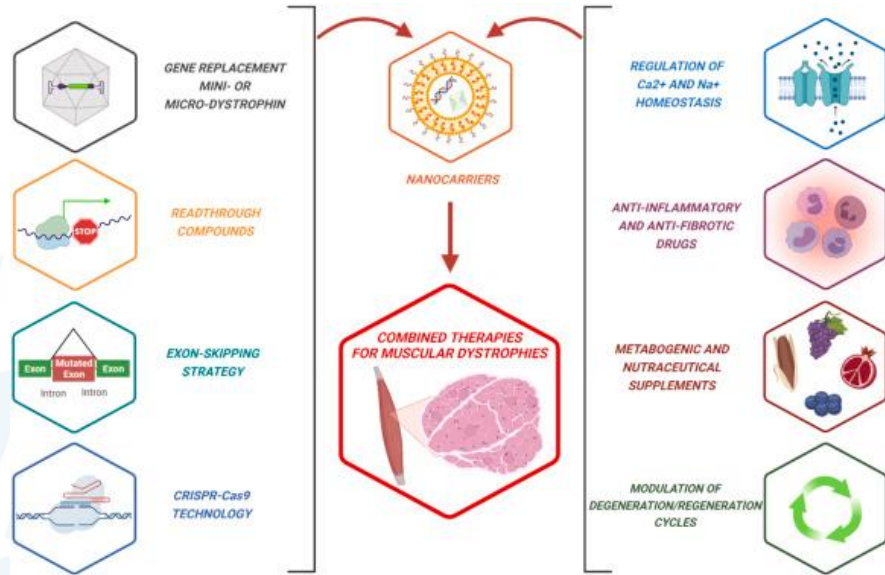 GENE REPLACEMENT
MINI- OR
MICRO-DYSTROPHIN
READTHROUGH
COMPOUNDS
STOP
EXON-SKIPPING
STRATEGY
Exon
Mutated
Exon
Exon
Intron
Intron
CRISPR-Cas9
TECHNOLOGY
NANOCARRIERS
COMBINED THERAPIES
FOR MUSCULAR DYSTROPHIES
REGULATION OF
Ca2+ AND Na+
HOMEOSTASIS
ANTI-INFLAMMATORY
AND ANTI-FIBROTIC
DRUGS
METABOGENIC AND
NUTRACEUTICAL
SUPPLEMENTS
MODULATION OF
DEGENERATION/REGENERATION
CYCLES